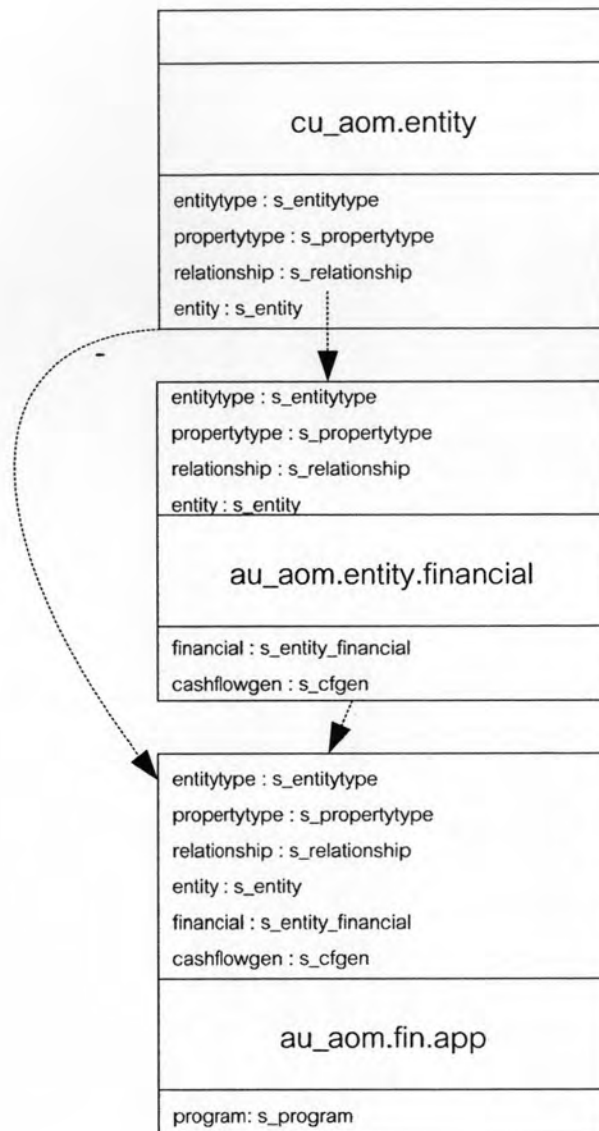 cu_aom.entity
entitytype : s_entitytype
propertytype : s_propertytype
relationship : s_relationship
entity : s_entity
entitytype : s_entitytype
propertytype : s_propertytype
relationship : s_relationship
entity : s_entity
au_aom.entity.financial
financial : s_entity_financial
cashflowgen : s_cfgen
entitytype : s_entitytype
propertytype : s_propertytype
relationship : s_relationship
entity : s_entity
financial : s_entity_financial
cashflowgen : s_cfgen
au_aom.fin.app
program: s_program